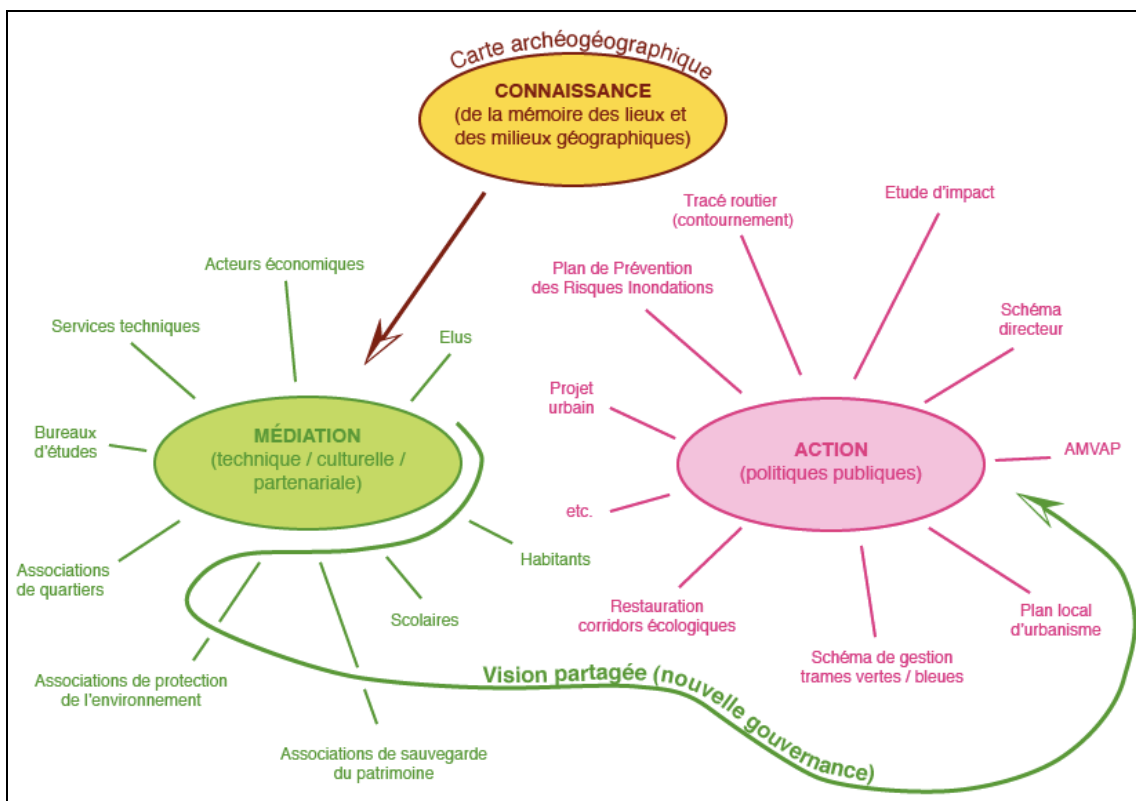 Carte archéogéographique
CONNAISSANCE
(de la mémoire des lieux et
des milieux géographiques)
Acteurs économiques
Services techniques
Elus
Bureaux
d'études
MÉDIATION
(technique / culturelle /
partenariale)
Associations
de quartiers
Habitants
Scolaires
Associations de protection
de l'environnement
Associations de sauvegarde
du patrimoine
Vision partagée (nouvelle gouvernance)
Tracé routier
(contournement)
Etude d'impact
Plan de Prévention
des Risques Inondations
Schéma
directeur
Projet
urbain
ACTION
(politiques publiques)
AMVAP
etc.
Restauration
corridors écologiques
Schéma de gestion
trames vertes / bleues
Plan local
d'urbanisme